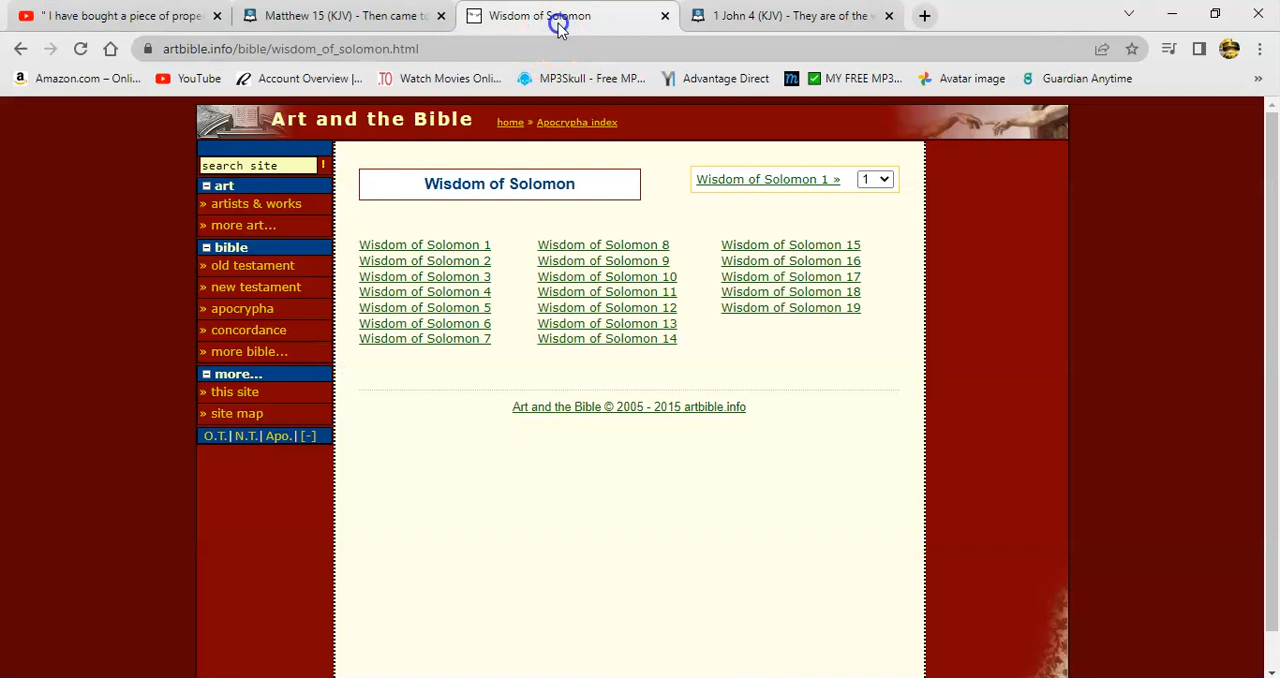 " I have bought a piece of prope
Matthew 15 (KJV) - Then came to
Wisdom of Solomon
1 John 4 (KJV) - They are of the w
artbible.info/bible/wisdom_of_solomon.html
Amazon.com – Onli...
YouTube
Account Overview |...
Watch Movies Onli...
MP3Skull - Free MP...
Advantage Direct
MY FREE MP3...
Avatar image
Guardian Anytime
»
Art and the Bible
home » Apocrypha index
search site !
art
» artists & works
» more art...
bible
» old testament
» new testament
» apocrypha
» concordance
» more bible...
more...
» this site
» site map
O.T.| N.T.| Apo.| [-]
Wisdom of Solomon
Wisdom of Solomon 1 » 1
Wisdom of Solomon 1
Wisdom of Solomon 2
Wisdom of Solomon 3
Wisdom of Solomon 4
Wisdom of Solomon 5
Wisdom of Solomon 6
Wisdom of Solomon 7
Wisdom of Solomon 8
Wisdom of Solomon 9
Wisdom of Solomon 10
Wisdom of Solomon 11
Wisdom of Solomon 12
Wisdom of Solomon 13
Wisdom of Solomon 14
Wisdom of Solomon 15
Wisdom of Solomon 16
Wisdom of Solomon 17
Wisdom of Solomon 18
Wisdom of Solomon 19
Art and the Bible © 2005 - 2015 artbible.info